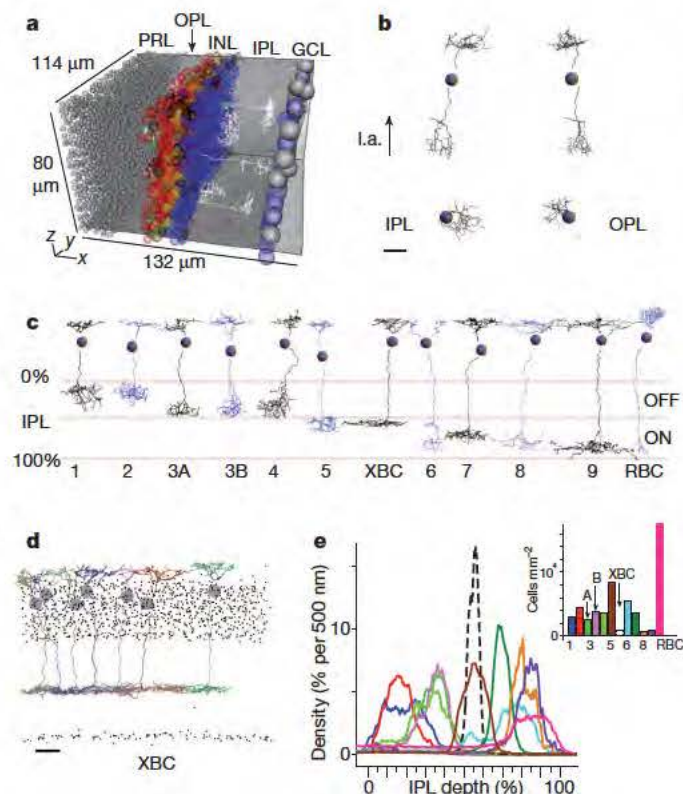 a
OPL
PRL INL IPL GCL
114 µm
80
µm
z y
x
132 µm
b
l.a.
IPL OPL
c
0%
OFF
IPL
ON
100%
1 2 3A 3B 4 5 XBC 6 7 8 9 RBC
d
XBC
e
Density (% per 500 nm)
10
0
0 IPL depth (%) 100
Cells mm⁻²
10⁴
0
A B XBC
1 3 5 6 8 RBC